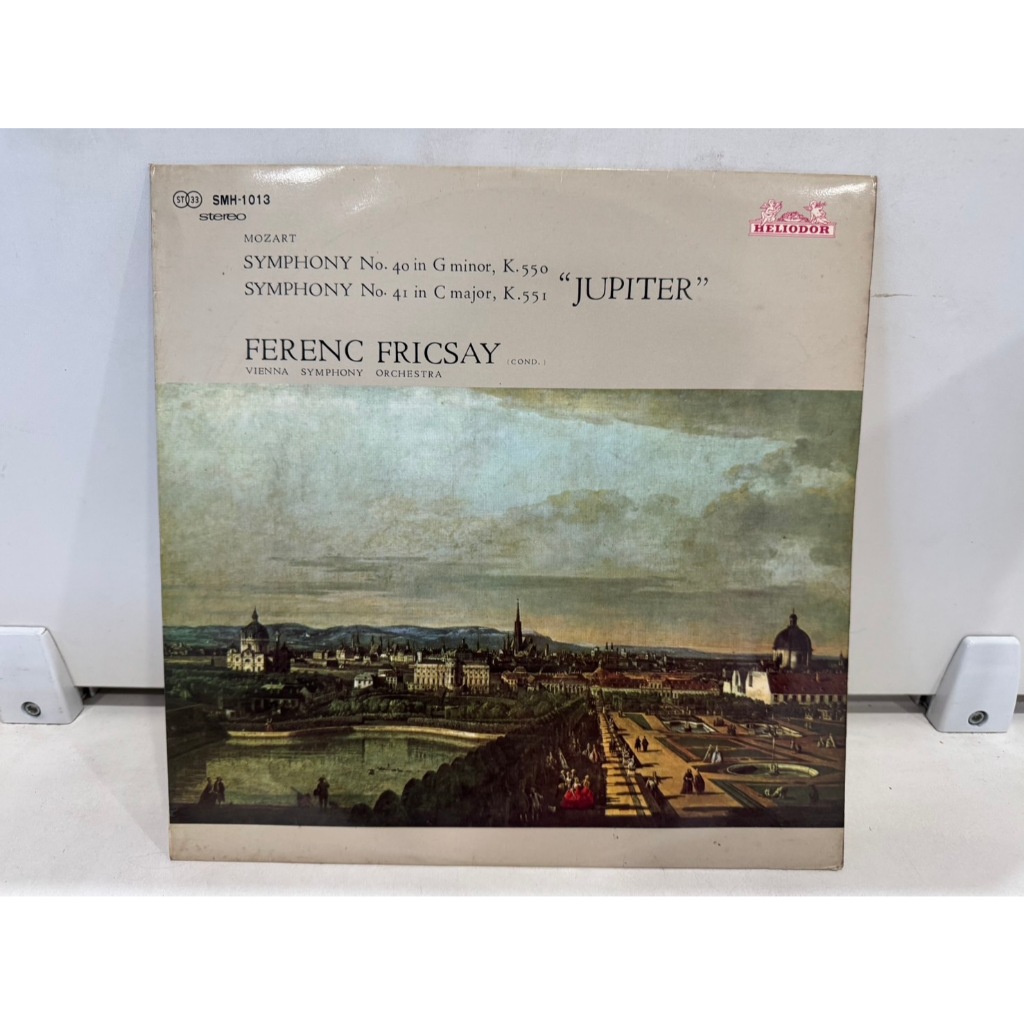 ST 33 SMH-1013
stereo
HELIODOR
MOZART
SYMPHONY No. 40 in G minor, K.550
SYMPHONY No. 41 in C major, K.551 “JUPITER”
FERENC FRICSAY (COND.)
VIENNA SYMPHONY ORCHESTRA